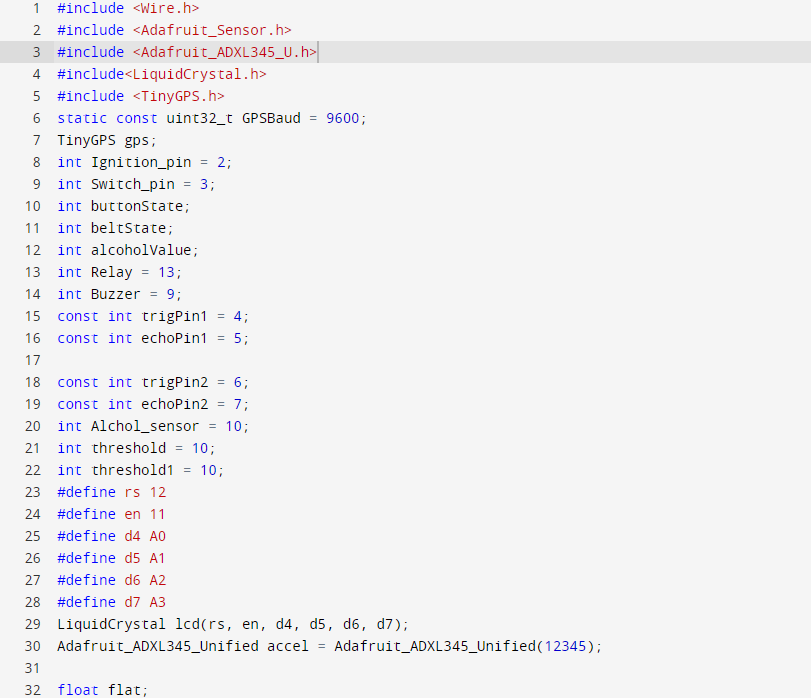 1 #include <Wire.h>
2 #include <Adafruit_Sensor.h>
3 #include <Adafruit_ADXL345_U.h>
4 #include<LiquidCrystal.h>
5 #include <TinyGPS.h>
6 static const uint32_t GPSBaud = 9600;
7 TinyGPS gps;
8 int Ignition_pin = 2;
9 int Switch_pin = 3;
10 int buttonState;
11 int beltState;
12 int alcoholValue;
13 int Relay = 13;
14 int Buzzer = 9;
15 const int trigPin1 = 4;
16 const int echoPin1 = 5;
17
18 const int trigPin2 = 6;
19 const int echoPin2 = 7;
20 int Alchol_sensor = 10;
21 int threshold = 10;
22 int threshold1 = 10;
23 #define rs 12
24 #define en 11
25 #define d4 A0
26 #define d5 A1
27 #define d6 A2
28 #define d7 A3
29 LiquidCrystal lcd(rs, en, d4, d5, d6, d7);
30 Adafruit_ADXL345_Unified accel = Adafruit_ADXL345_Unified(12345);
31
32 float flat;